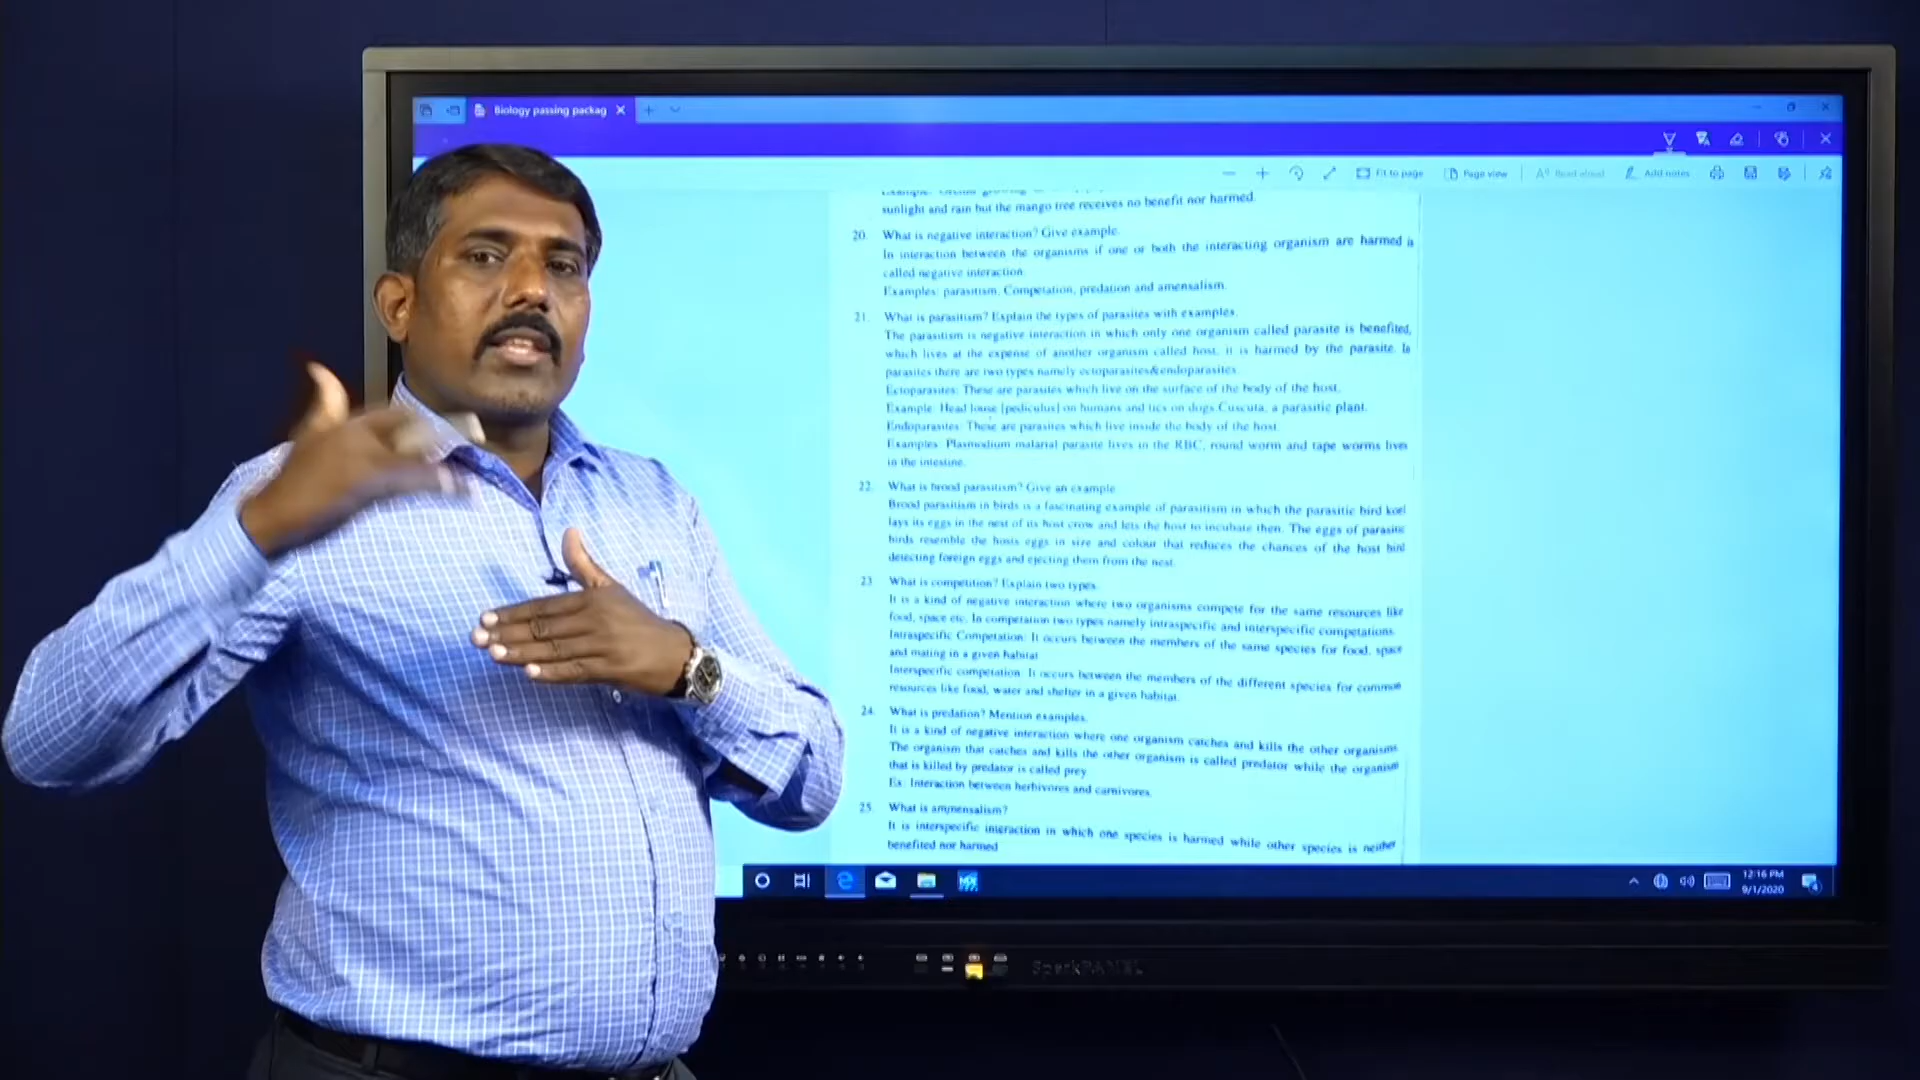 Biology passing packag
Fit to page
Page view
Read aloud
Add notes
sunlight and rain but the mango tree receives no benefit nor harmed.
20. What is negative interaction? Give example.
In interaction between the organisms if one or both the interacting organism are harmed is
called negative interaction.
Examples: parasitism, Competation, predation and amensalism.
21. What is parasitism? Explain the types of parasites with examples.
The parasitism is negative interaction in which only one organism called parasite is benefited,
which lives at the expense of another organism called host, it is harmed by the parasite. In
parasites there are two types namely ectoparasites&endoparasites.
Ectoparasites: These are parasites which live on the surface of the body of the host.
Example: Head louse [pediculus] on humans and tics on dogs.Cuscuta, a parasitic plant.
Endoparasites: These are parasites which live inside the body of the host.
Examples: Plasmodium malarial parasite lives in the RBC, round worm and tape worms lives
in the intestine.
22. What is brood parasitism? Give an example
Brood parasitism in birds is a fascinating example of parasitism in which the parasitic bird koel
lays its eggs in the nest of its host crow and lets the host to incubate then. The eggs of parasitic
birds resemble the hosts eggs in size and colour that reduces the chances of the host bird
detecting foreign eggs and ejecting them from the nest.
23. What is competition? Explain two types.
It is a kind of negative interaction where two organisms compete for the same resources like
food, space etc. In competation two types namely intraspecific and interspecific competations.
Intraspecific Competation: It occurs between the members of the same species for food, space
and mating in a given habitat
Interspecific competation: It occurs between the members of the different species for common
resources like food, water and shelter in a given habitat.
24. What is predation? Mention examples.
It is a kind of negative interaction where one organism catches and kills the other organisms.
The organism that catches and kills the other organism is called predator while the organism
that is killed by predator is called prey
Ex: Interaction between herbivores and carnivores.
25. What is ammensalism?
It is interspecific interaction in which one species is harmed while other species is neither
benefited nor harmed
12:16 PM
9/1/2020
SparkPANEL